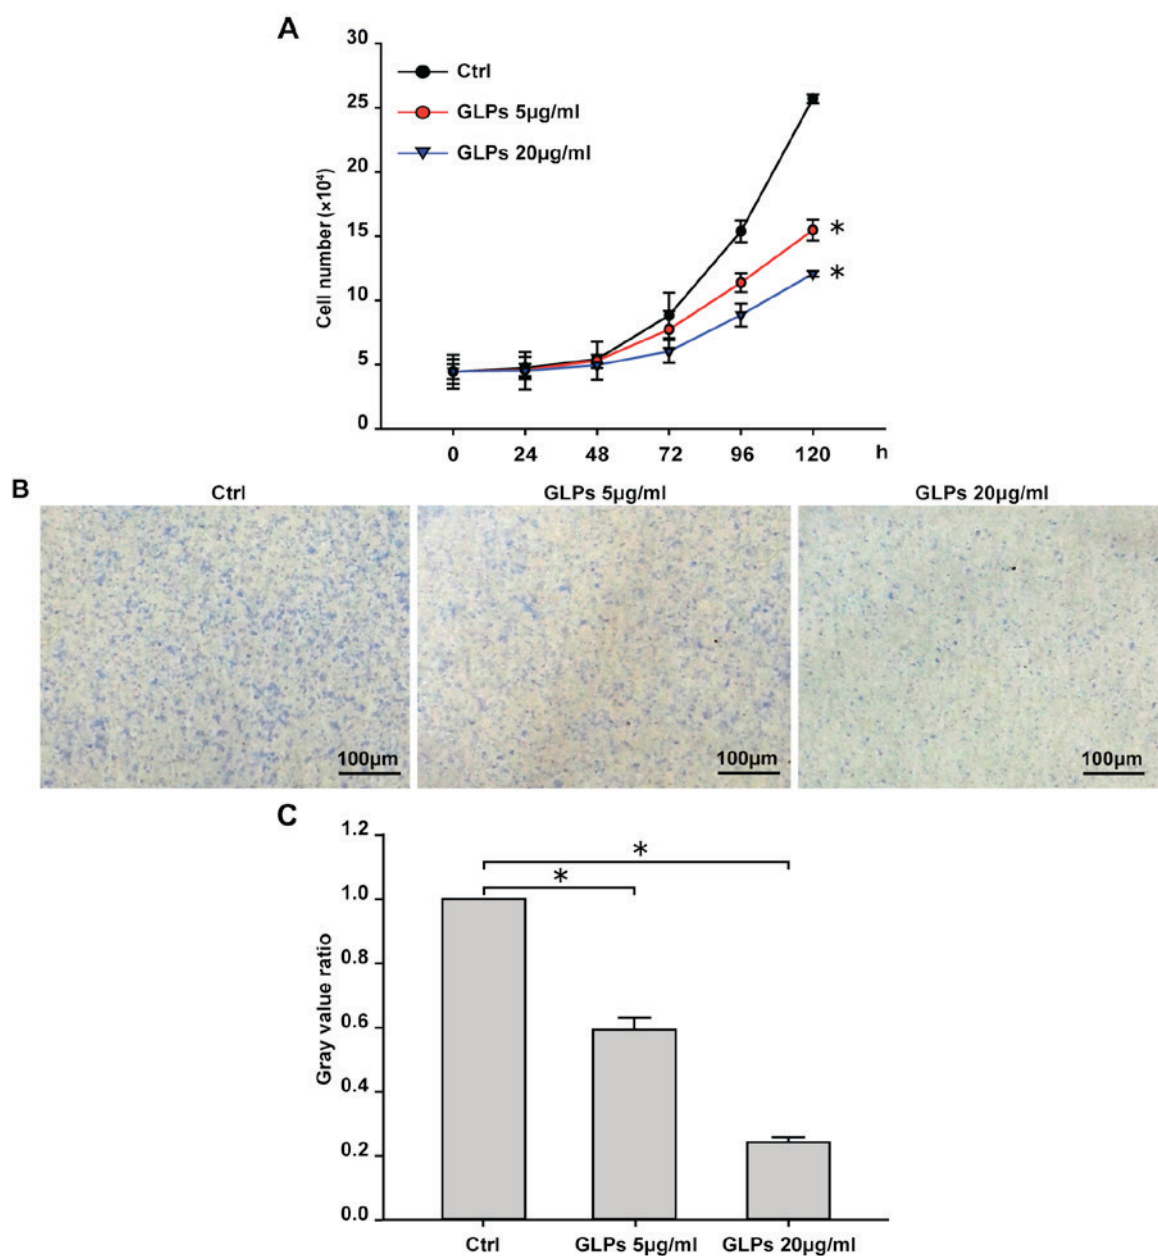 A
30
25
20
15
10
5
0
Cell number (×10⁴)
Ctrl
GLPs 5μg/ml
GLPs 20μg/ml
*
*
0 24 48 72 96 120 h
B
Ctrl GLPs 5μg/ml GLPs 20μg/ml
100μm 100μm 100μm
C
1.2
1.0
0.8
0.6
0.4
0.2
0.0
Gray value ratio
*
*
Ctrl GLPs 5μg/ml GLPs 20μg/ml